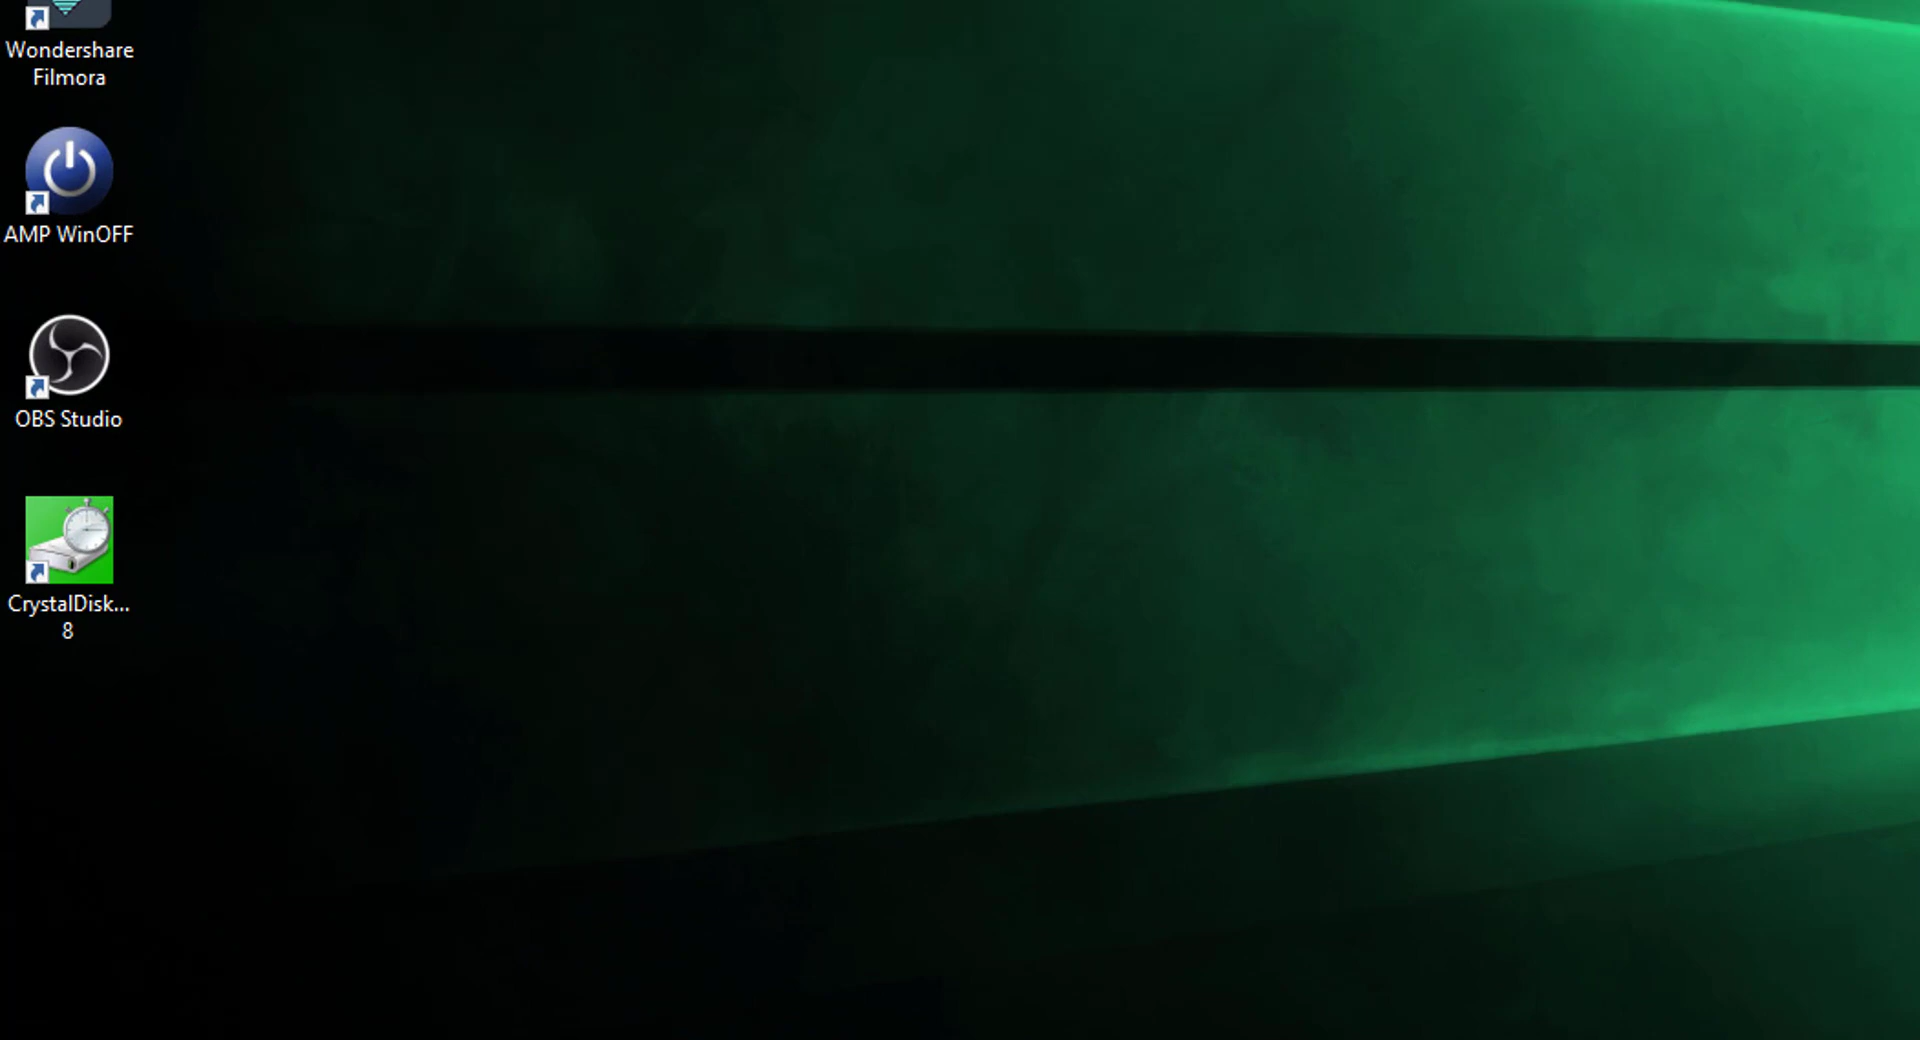 Wondershare
Filmora
AMP WinOFF
OBS Studio
CrystalDisk...
8